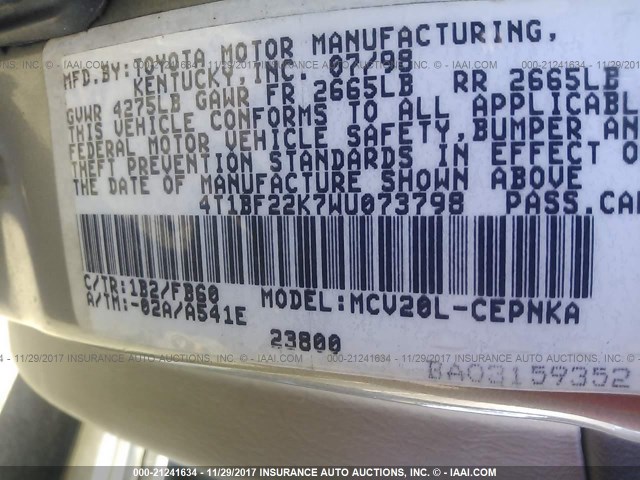 MFD.BY:TOYOTA MOTOR MANUFACTURING,
KENTUCKY,INC. 07/98
GVWR 4275LB GAWR FR 2665LB RR 2665LB
THIS VEHICLE CONFORMS TO ALL APPLICABL
FEDERAL MOTOR VEHICLE SAFETY,BUMPER AN
THEFT PREVENTION STANDARDS IN EFFECT O
THE DATE OF MANUFACTURE SHOWN ABOVE
4T1BF22K7WU073798 PASS.CAR
C/TR:1B2/FB60 MODEL:MCV20L-CEPNKA
A/TM:-02A/A541E
23800
BA03159352
000-21241634 - 11/29/2017 INSURANCE AUTO AUCTIONS, INC. - © IAAI.COM